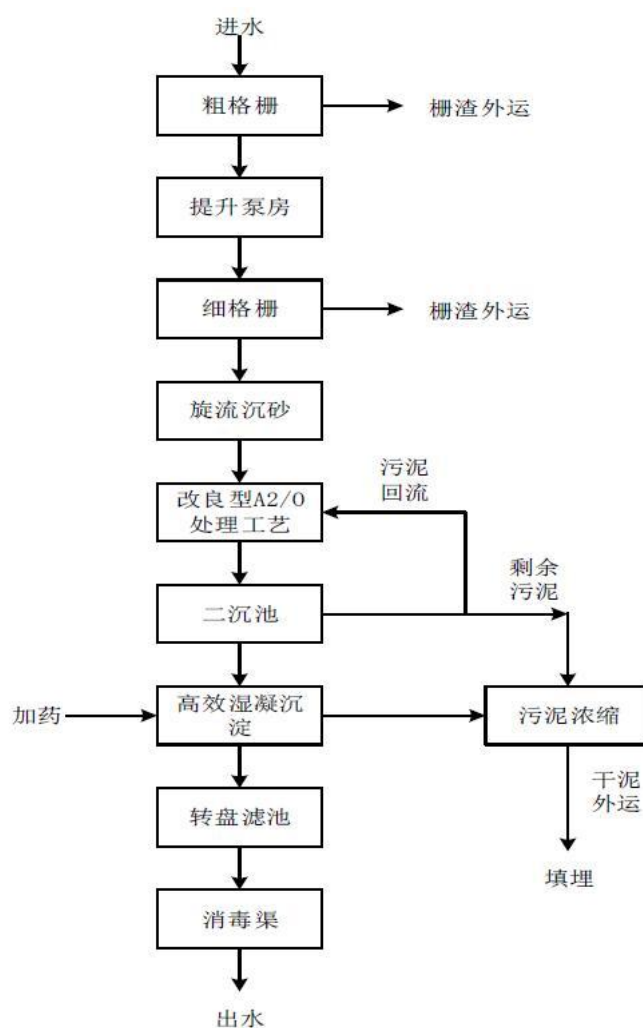 进水
粗格栅
栅渣外运
提升泵房
细格栅
栅渣外运
旋流沉砂
污泥
回流
改良型A2/O
处理工艺
剩余
污泥
二沉池
加药
高效湿凝沉
淀
污泥浓缩
干泥
外运
转盘滤池
填埋
消毒渠
出水